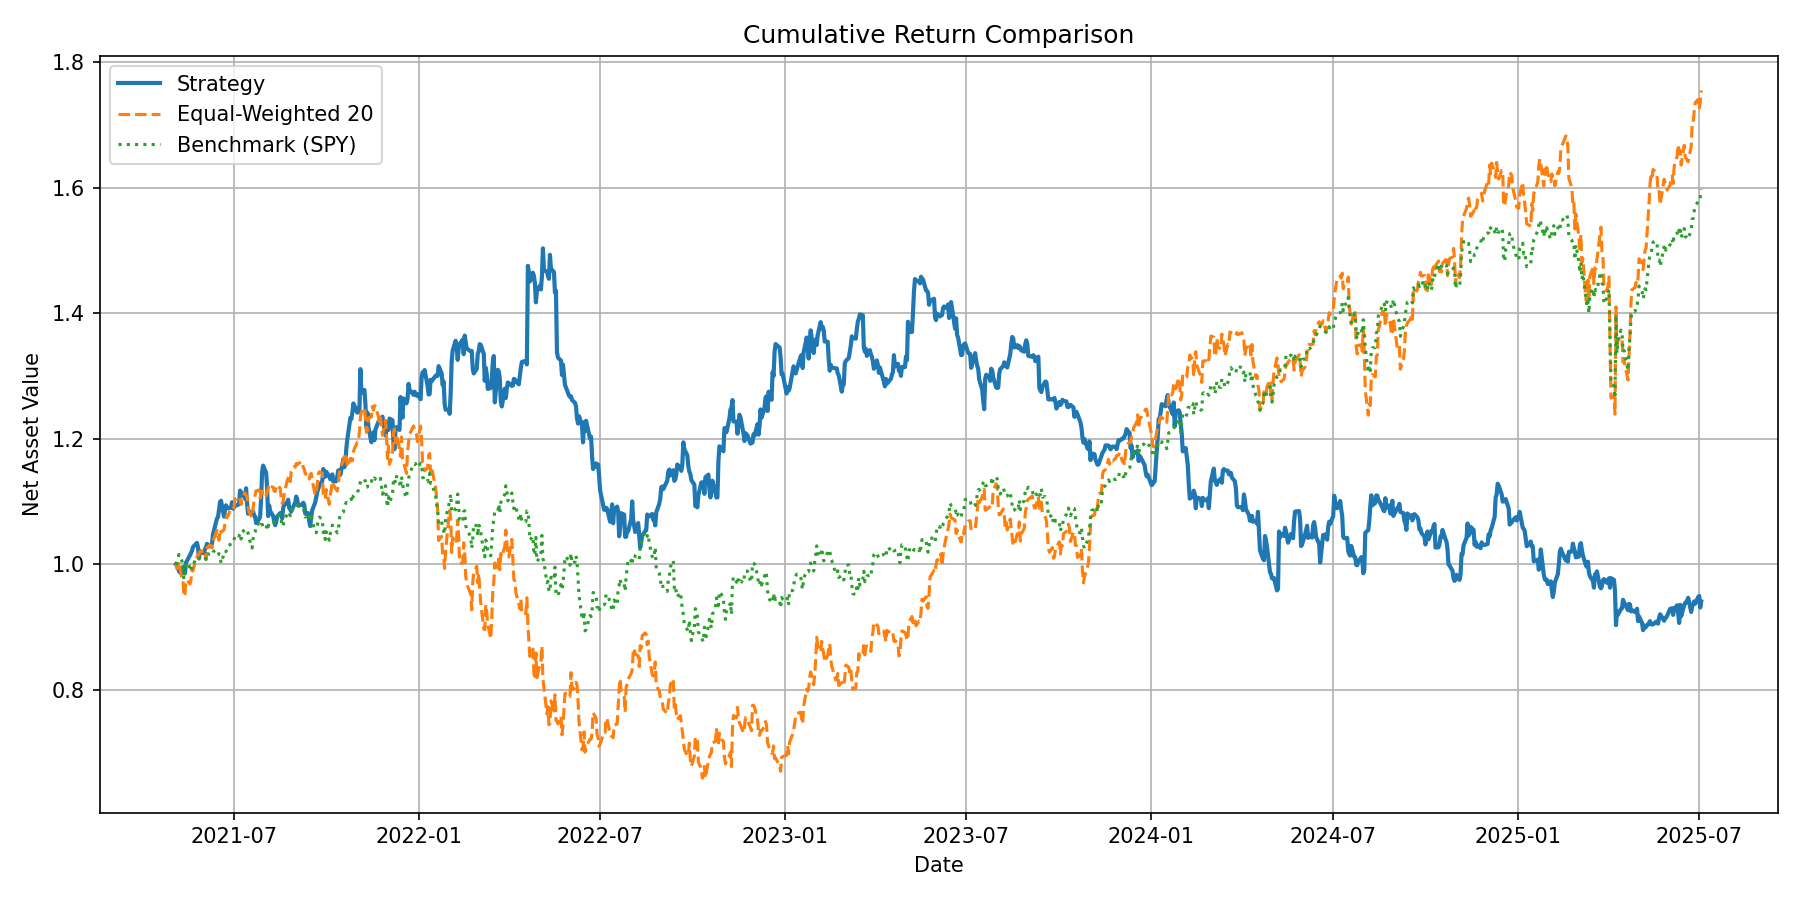 Cumulative Return Comparison
Strategy
Equal-Weighted 20
Benchmark (SPY)
Net Asset Value
1.8
1.6
1.4
1.2
1.0
0.8
2021-07
2022-01
2022-07
2023-01
2023-07
2024-01
2024-07
2025-01
2025-07
Date